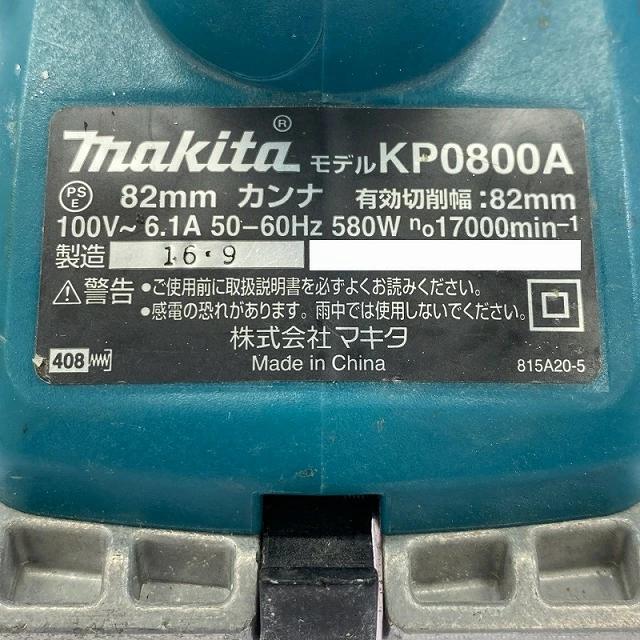 makita® モデルKP0800A
PS E 82mm カンナ 有効切削幅:82mm
100V~ 6.1A 50-60Hz 580W no17000min-1
製造 16・9
警告 •ご使用前に取扱説明書を必ずよくお読みください。
•感電の恐れがあります。雨中では使用しないでください。
株式会社マキタ
408 Made in China 815A20-5